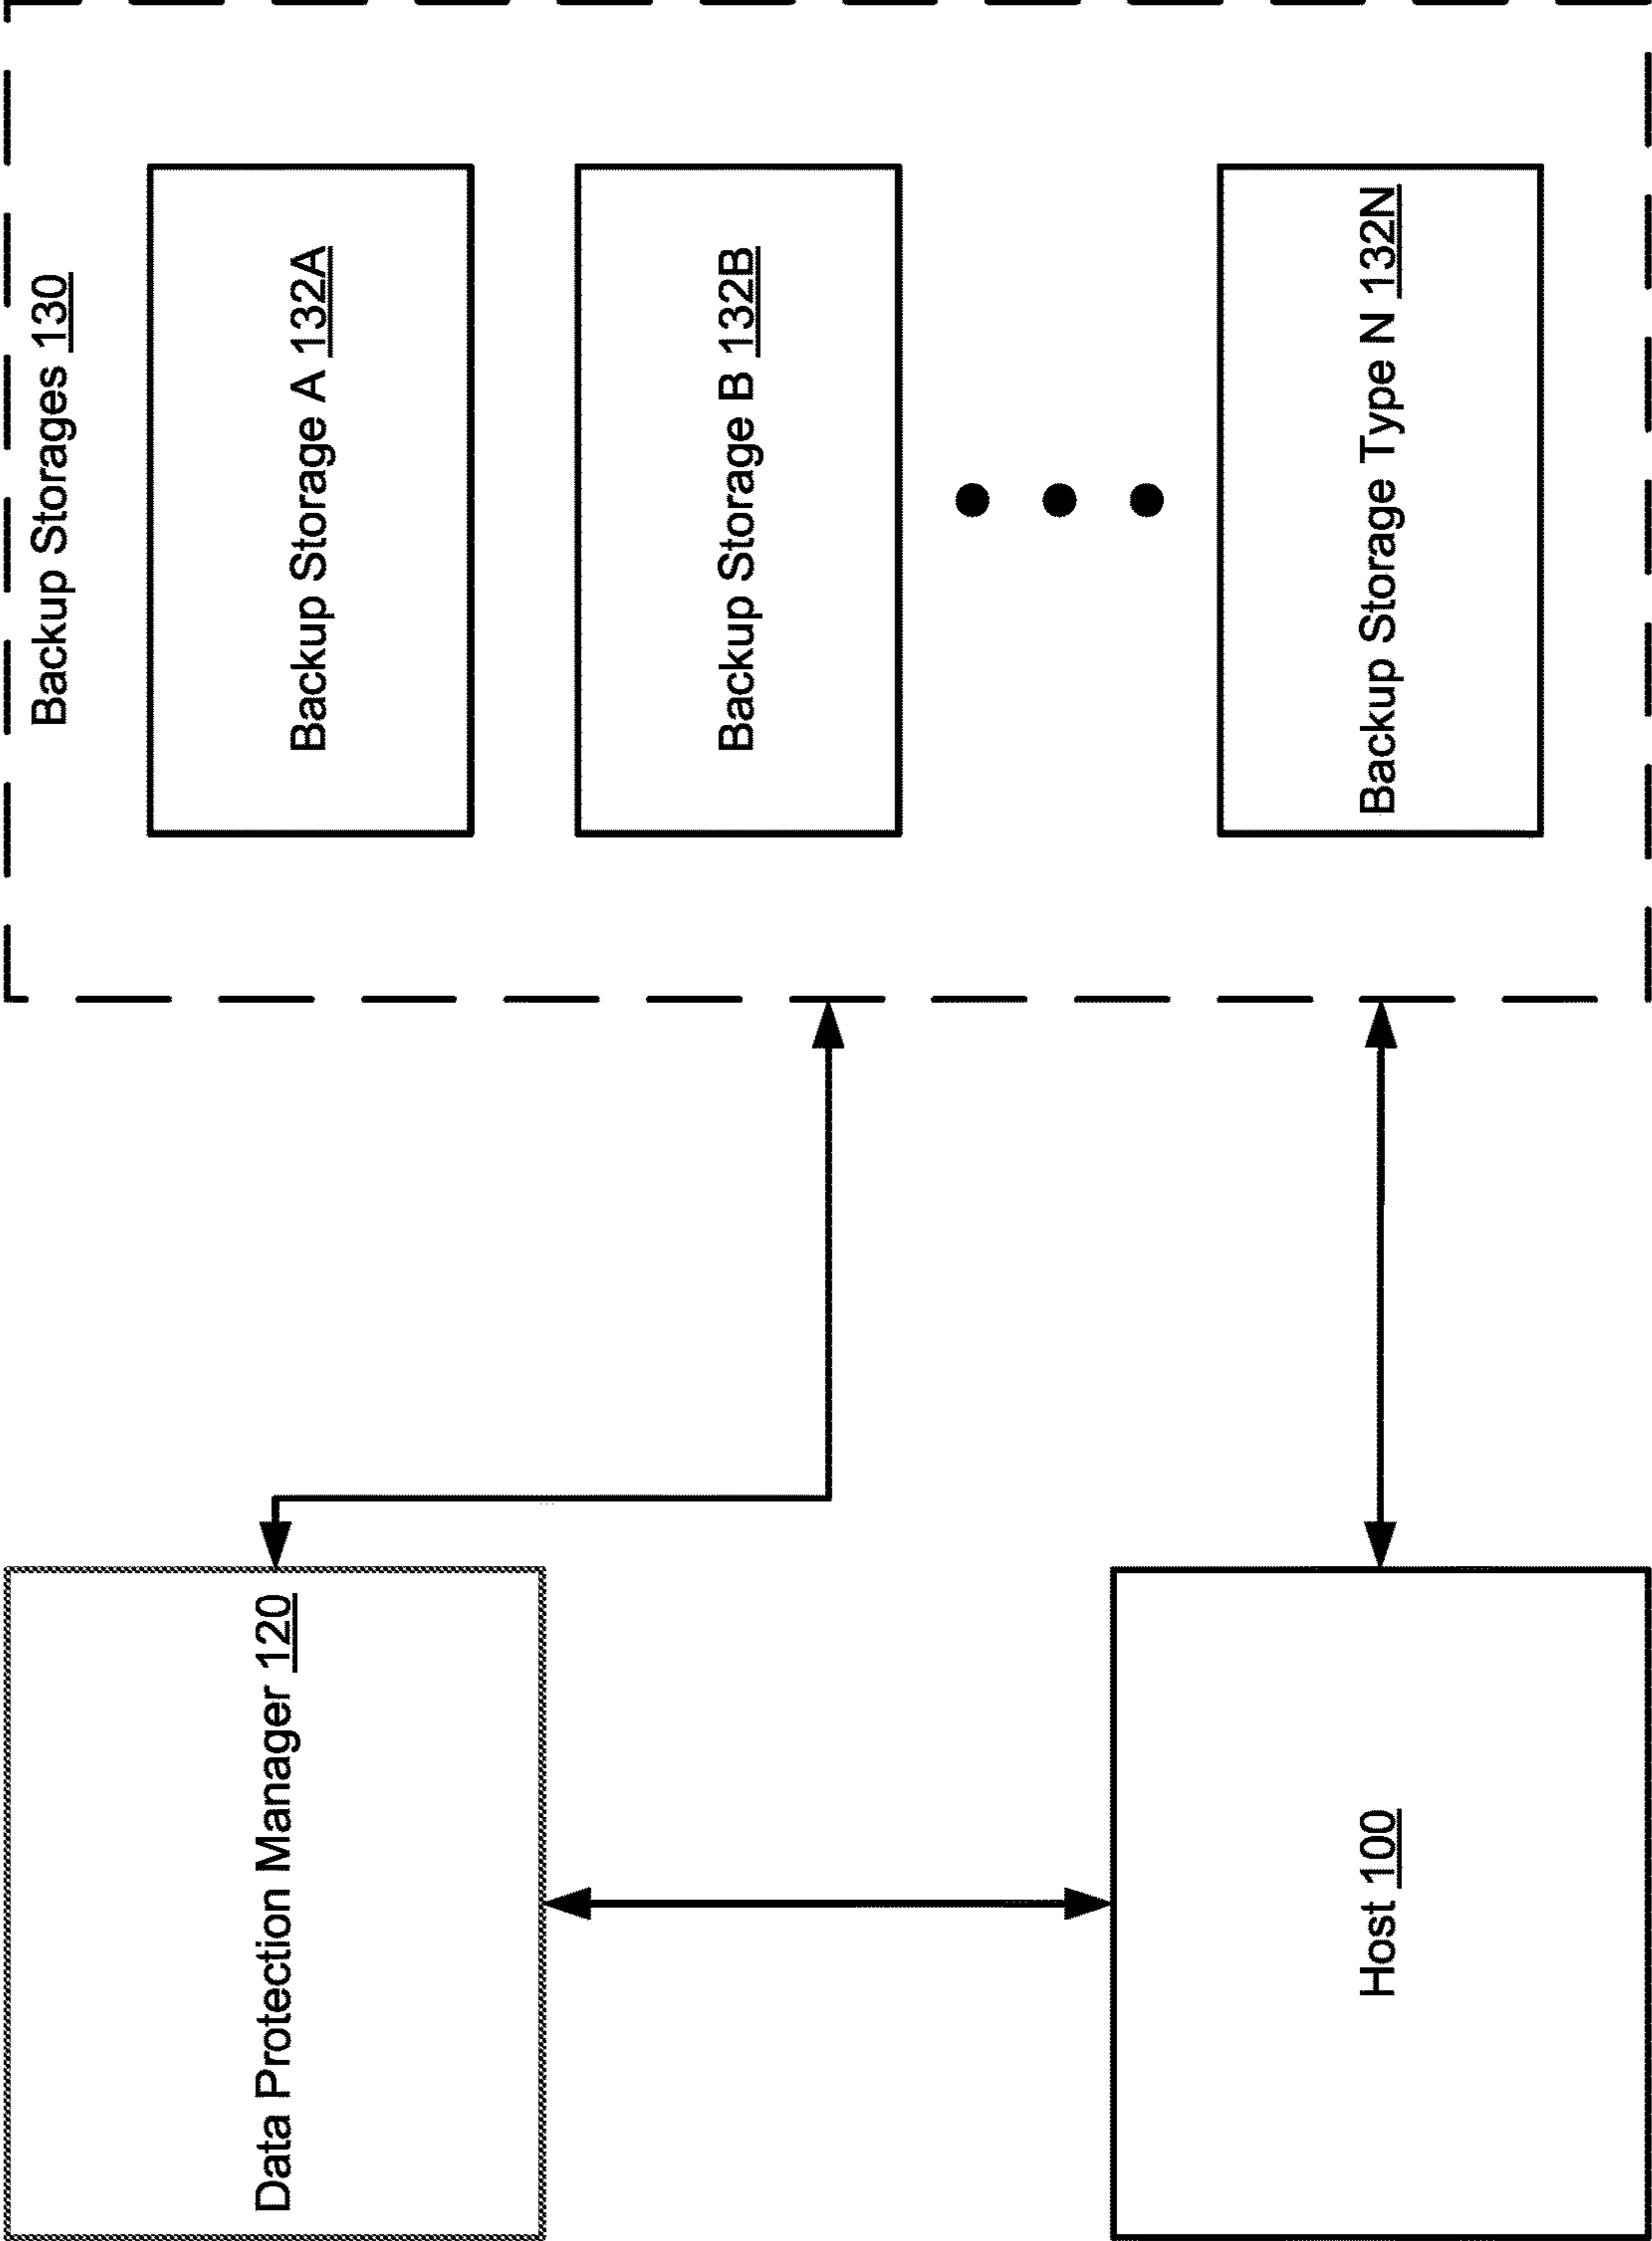 Data Protection Manager 120
Host 100
Backup Storages 130
Backup Storage A 132A
Backup Storage B 132B
Backup Storage Type N 132N